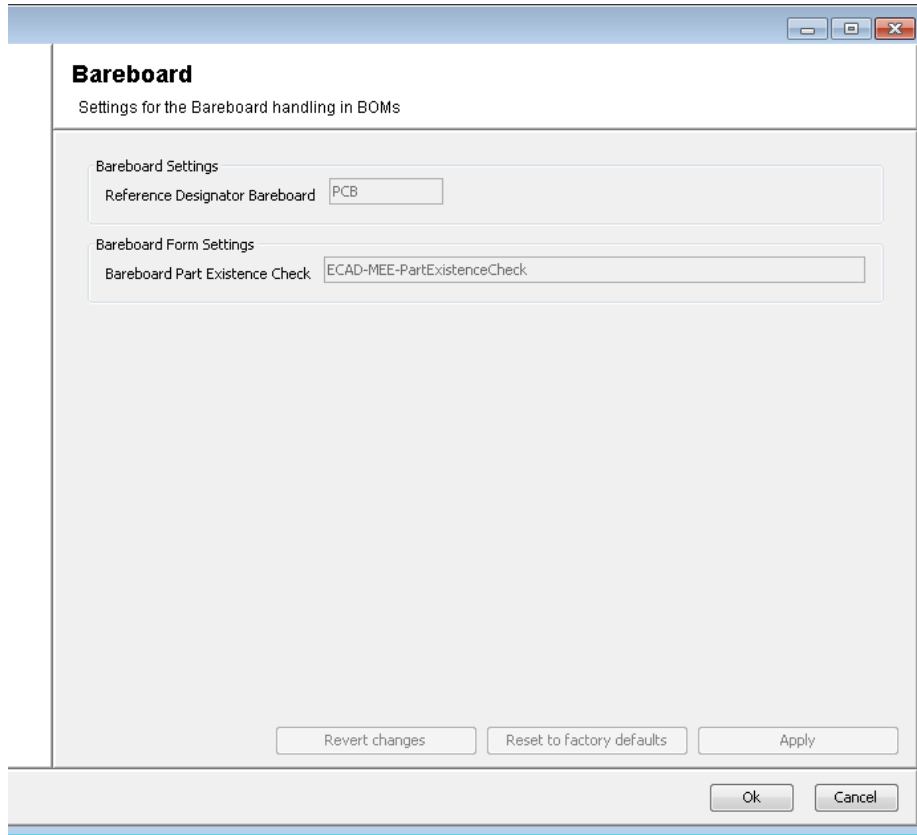 Bareboard
Settings for the Bareboard handling in BOMs
Bareboard Settings
Reference Designator Bareboard PCB
Bareboard Form Settings
Bareboard Part Existence Check ECAD-MEE-PartExistenceCheck
Revert changes Reset to factory defaults Apply
Ok Cancel